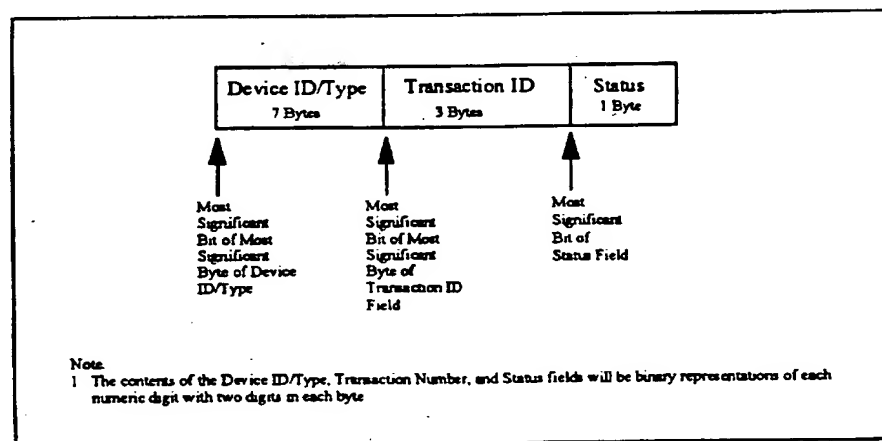 Device ID/Type Transaction ID Status
7 Bytes 3 Bytes 1 Byte
Most
Significant
Bit of Most
Significant
Byte of Device
ID/Type
Most
Significant
Bit of Most
Significant
Byte of
Transaction ID
Field
Most
Significant
Bit of
Status Field
Note
1 The contents of the Device ID/Type, Transaction Number, and Status fields will be binary representations of each
numeric digit with two digits in each byte